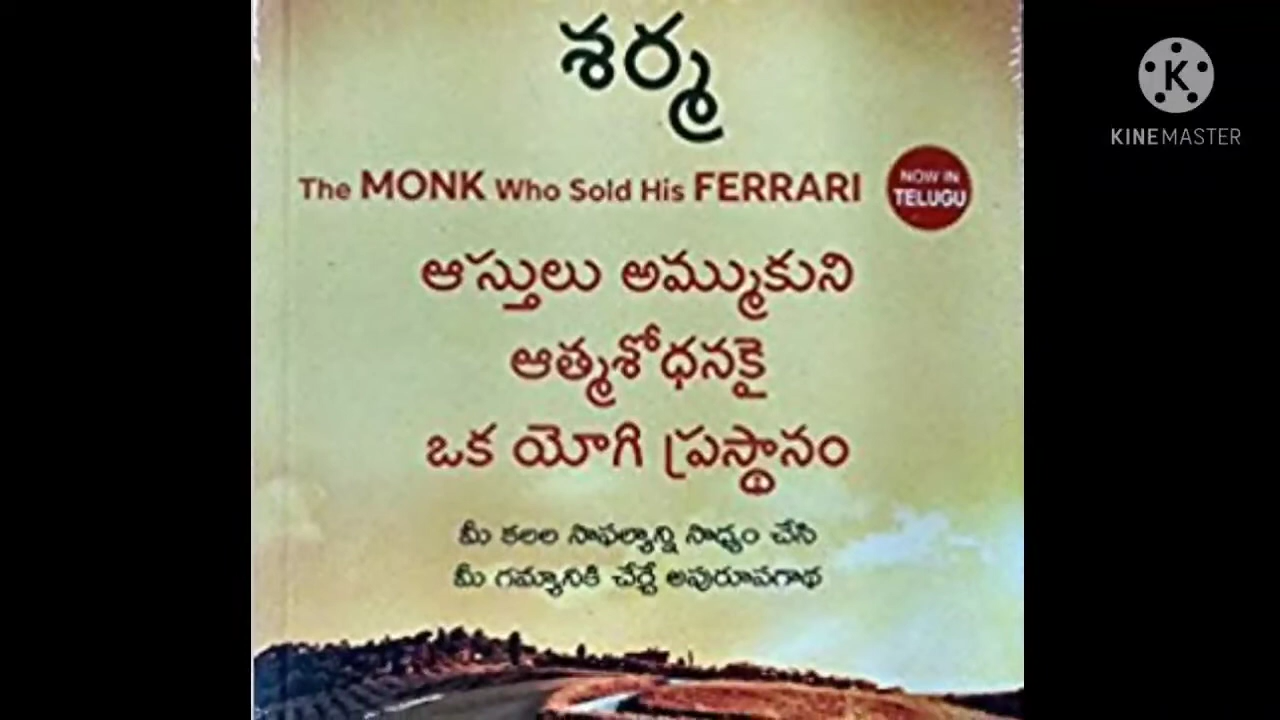 శర్మ
The MONK Who Sold His FERRARI
NOW IN
TELUGU
ఆస్తులు అమ్ముకుని
ఆత్మశోధనకై
ఒక యోగి ప్రస్థానం
మీ కలల సాఫల్యాన్ని సాధ్యం చేసి
మీ గమ్యానికి చేర్చే అపురూపగాథ
K
KINEMASTER